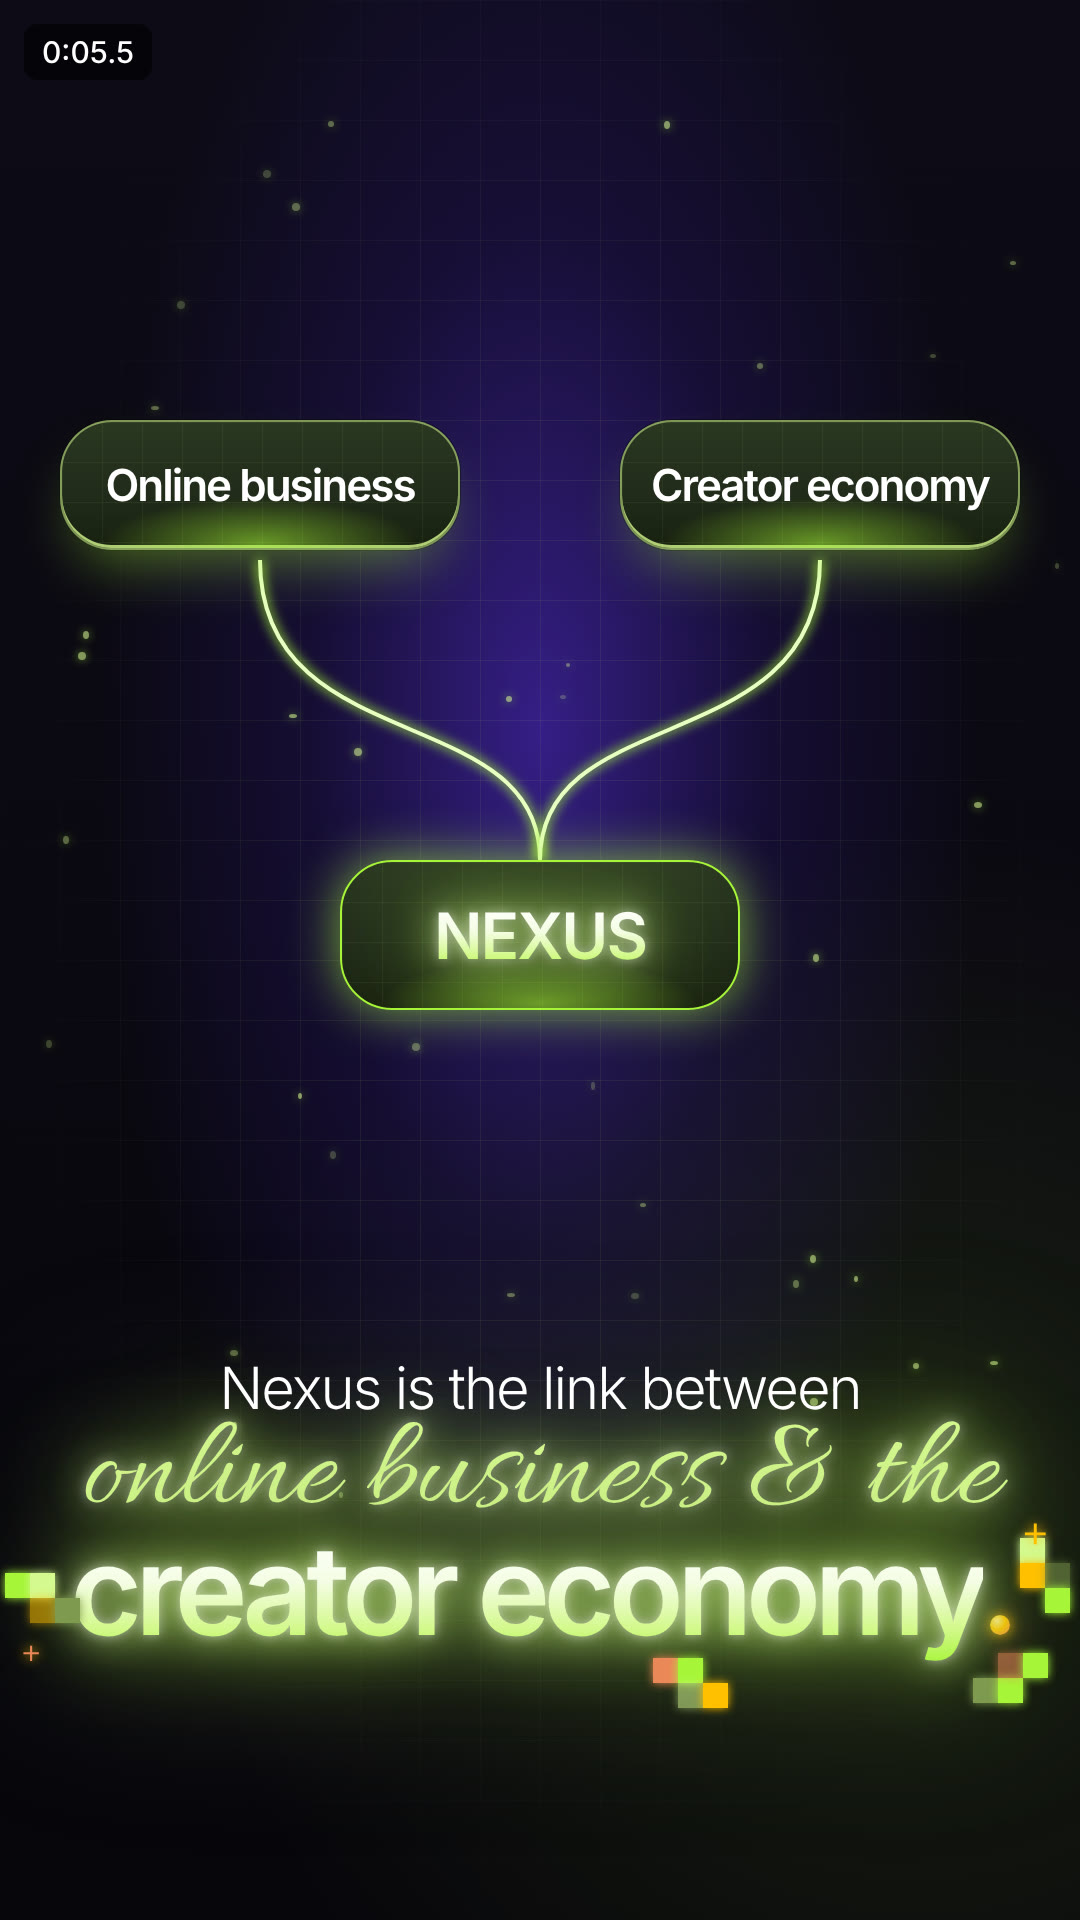 0:05.5
Online business
Creator economy
NEXUS
Nexus is the link between
online business & the
creator economy